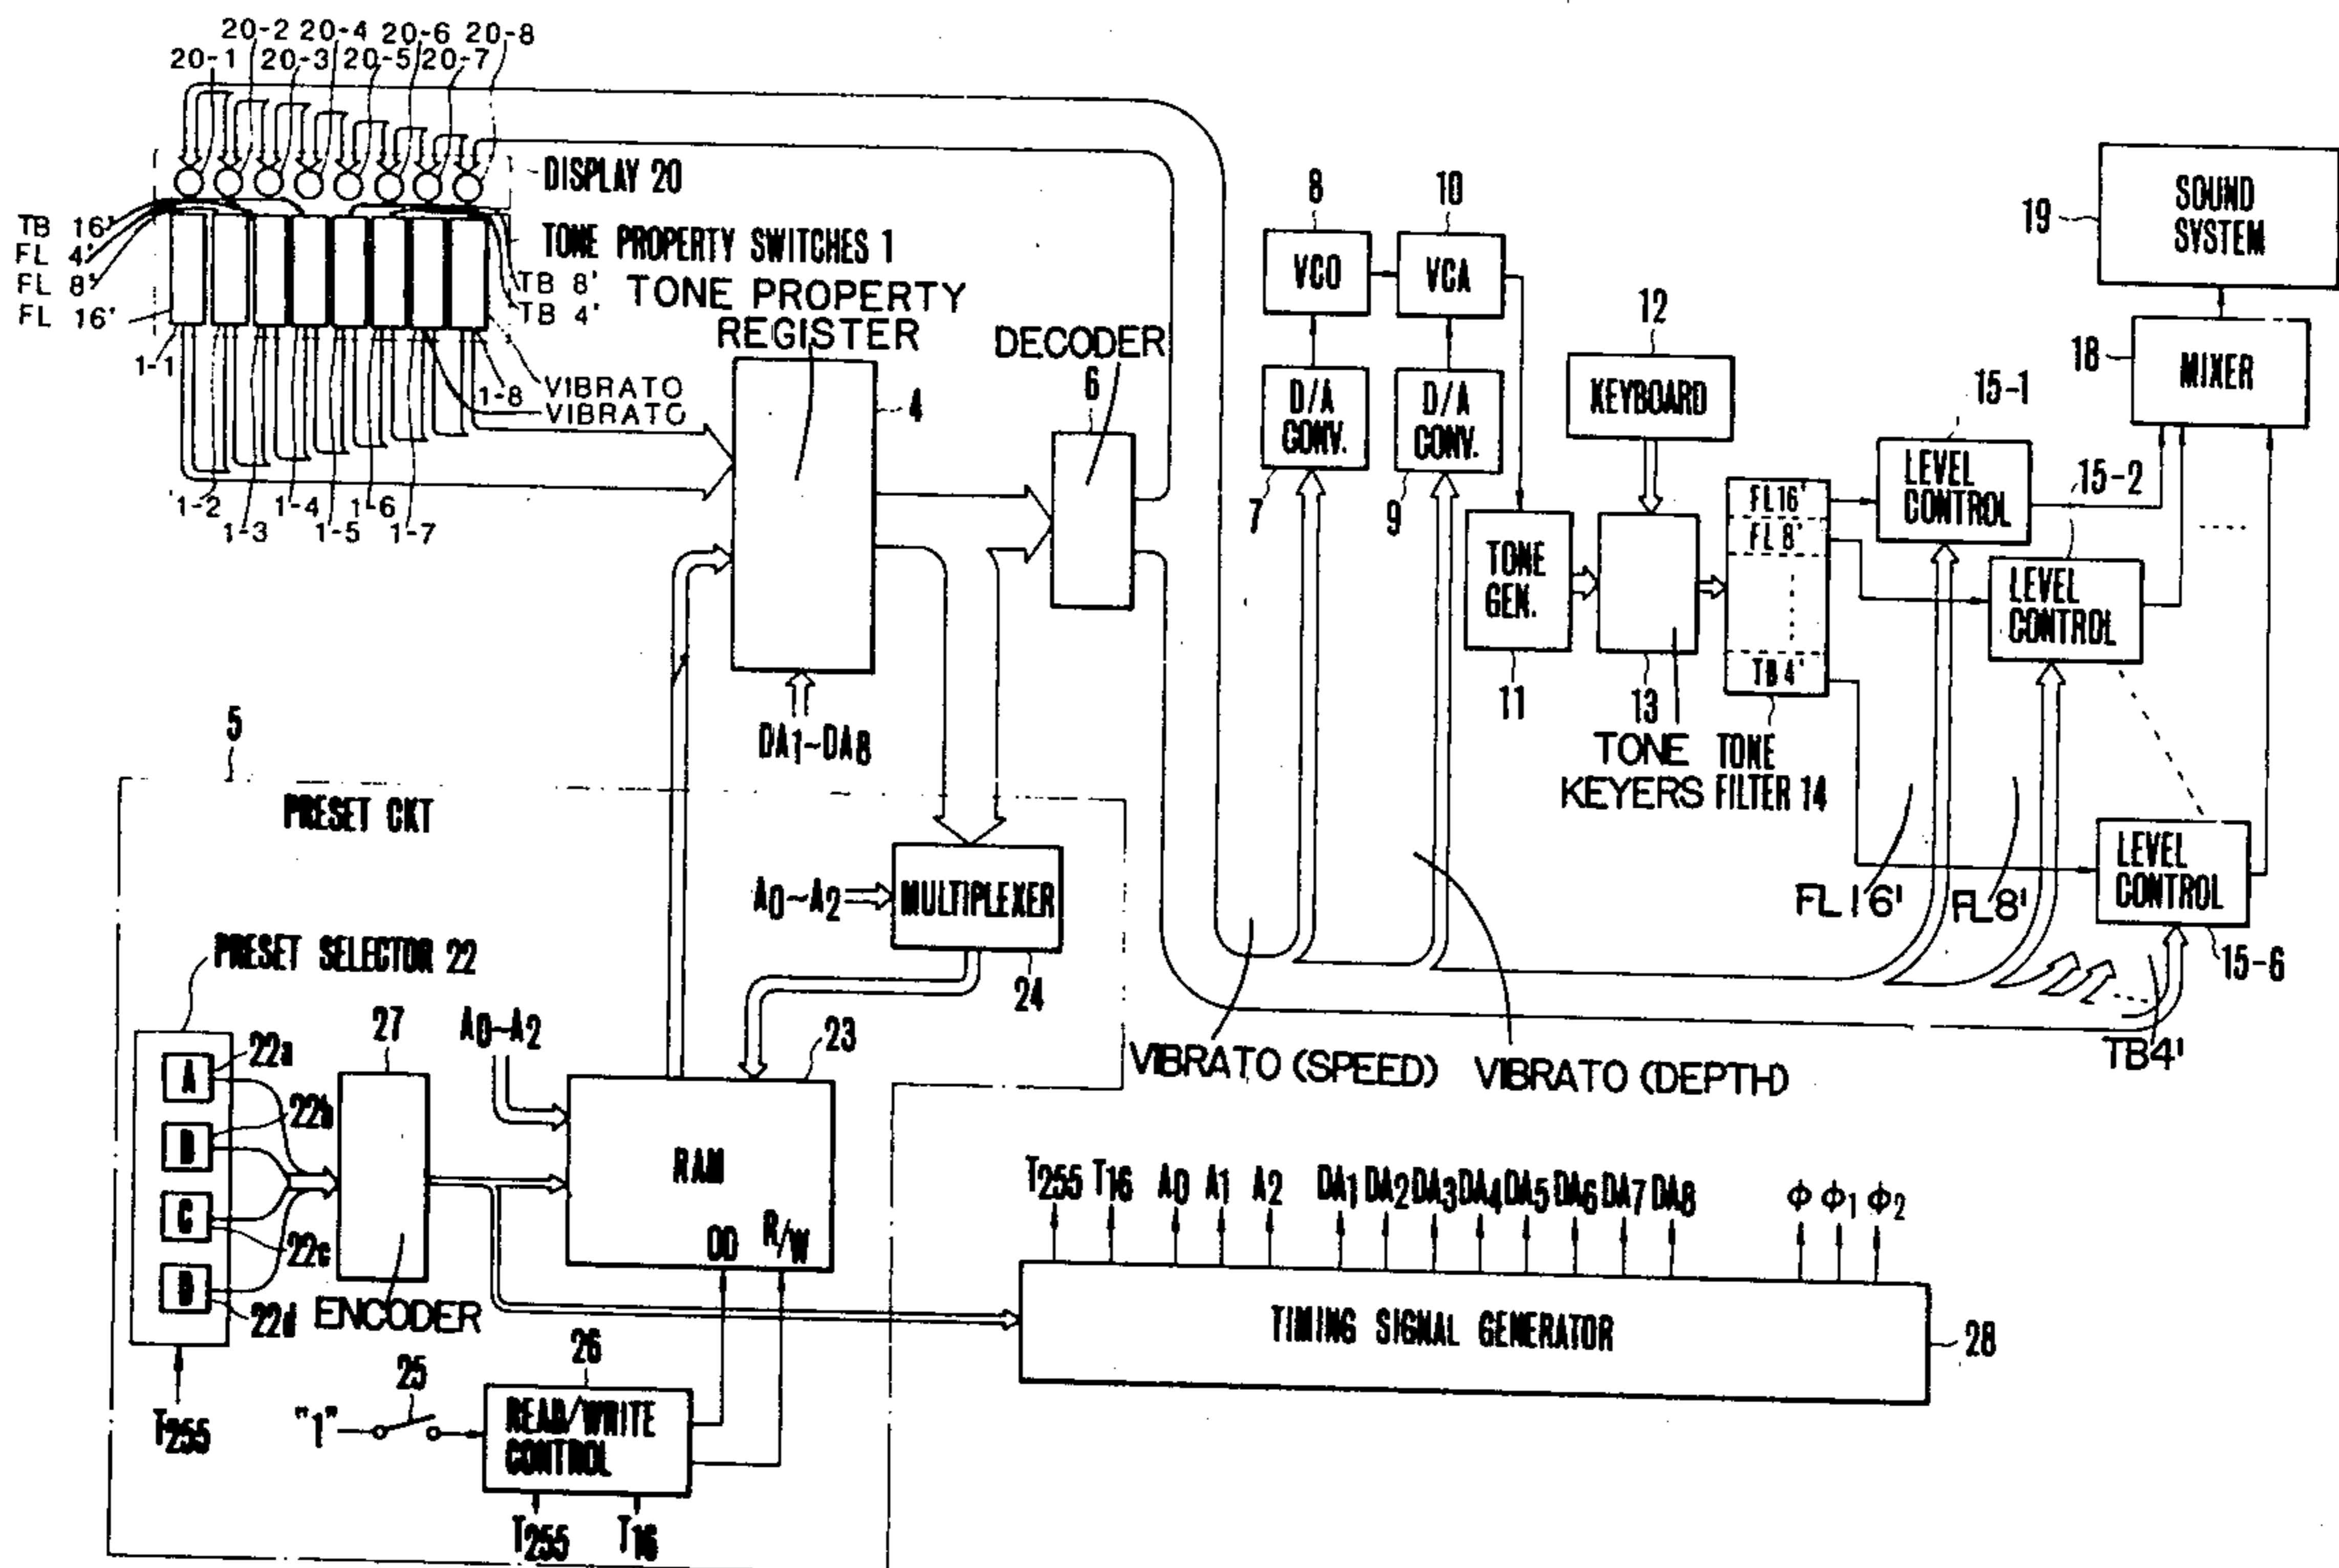 20-2 20-4 20-6 20-8
20-1 20-3 20-5 20-7
DISPLAY 20
TB 16'
FL 4'
FL 8'
FL 16'
TONE PROPERTY SWITCHES 1
TB 8'
TB 4'
TONE PROPERTY
REGISTER
1-1
1-8
VIBRATO
VIBRATO
1-2 1-4 1-6
1-3 1-5 1-7
4
DECODER
6
DA1~DA8
8
VCO
10
VCA
D/A
CONV.
7
D/A
CONV.
9
12
KEYBOARD
TONE
GEN.
11
13
TONE
KEYERS
FL16'
FL8'
TB4'
TONE
FILTER 14
15-1
LEVEL
CONTROL
15-2
LEVEL
CONTROL
LEVEL
CONTROL
15-6
19
SOUND
SYSTEM
18
MIXER
FL16'
FL8'
TB4'
VIBRATO (SPEED)
VIBRATO (DEPTH)
5
PRESET CKT
A0~A2
MULTIPLEXER
24
PRESET SELECTOR 22
A
22a
22b
C
22c
D
22d
T255
27
ENCODER
A0~A2
23
RAM
OD
R/W
"1"
25
26
READ/WRITE
CONTROL
T255
T16
T255 T16 A0 A1 A2 DA1 DA2 DA3 DA4 DA5 DA6 DA7 DA8 ϕ ϕ1 ϕ2
TIMING SIGNAL GENERATOR
28